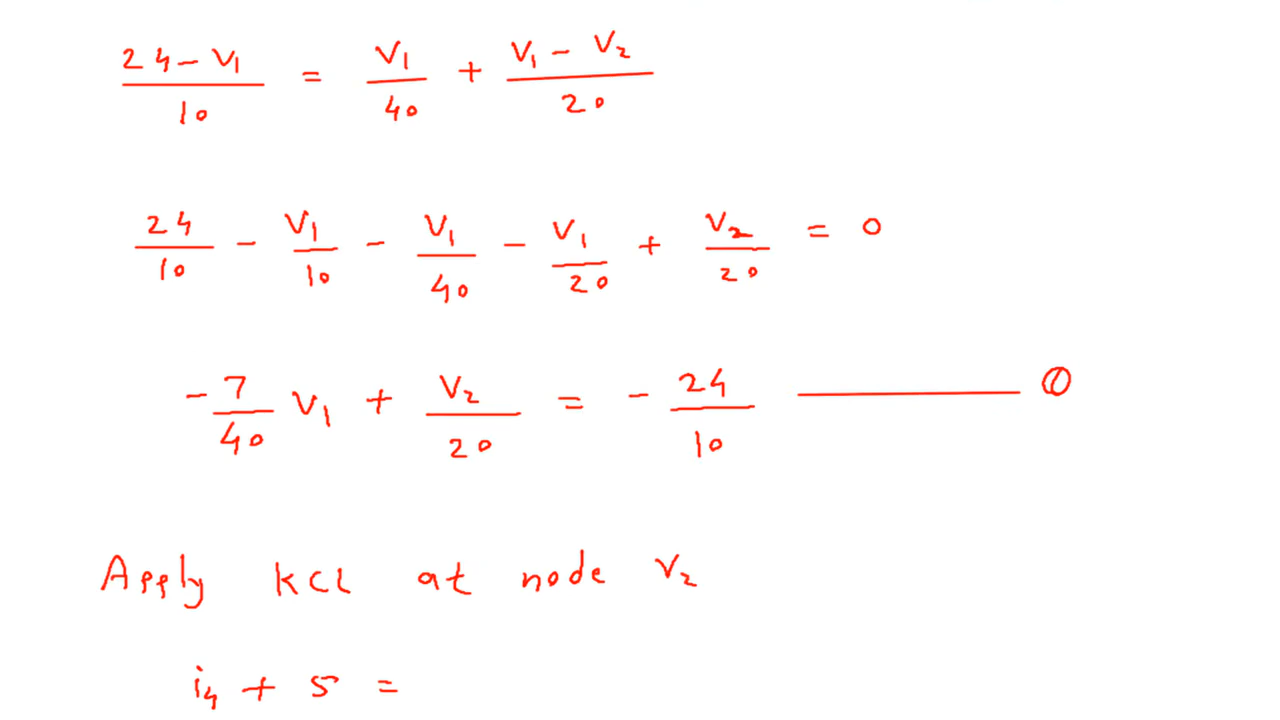 24 - V₁ / 10 = V₁ / 40 + V₁ - V₂ / 20
24 / 10 - V₁ / 10 - V₁ / 40 - V₁ / 20 + V₂ / 20 = 0
- 7 / 40 V₁ + V₂ / 20 = - 24 / 10 ——— ①
Apply KCL at node V₂
i₄ + 5 =